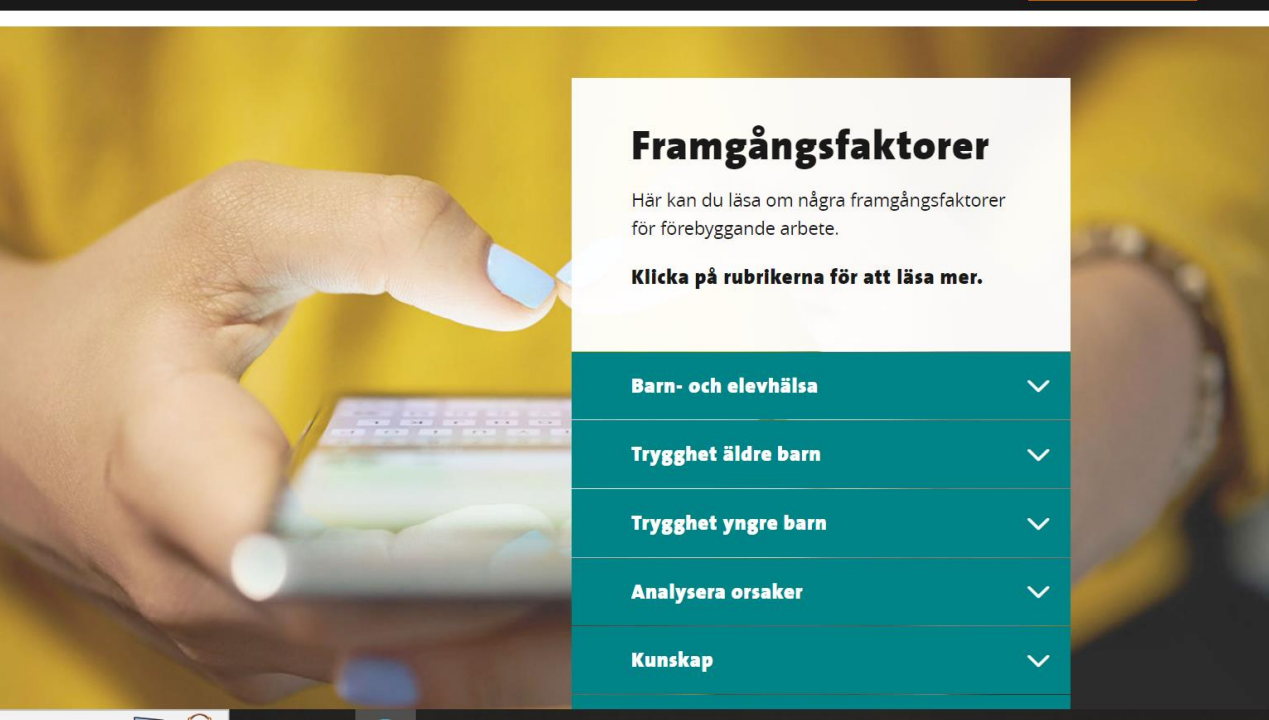 Framgångsfaktorer
Här kan du läsa om några framgångsfaktorer
för förebyggande arbete.
Klicka på rubrikerna för att läsa mer.
Barn- och elevhälsa
Trygghet äldre barn
Trygghet yngre barn
Analysera orsaker
Kunskap